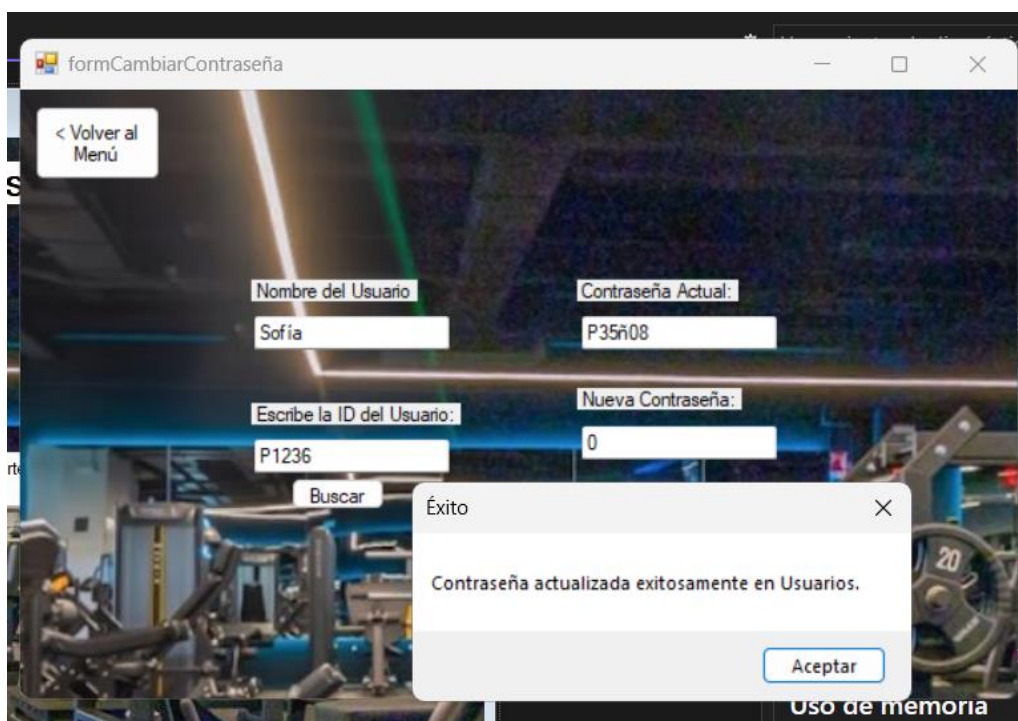 formCambiarContraseña
< Volver al
Menú
S
Nombre del Usuario
Contraseña Actual:
Sofía
P35ñ08
Escribe la ID del Usuario:
Nueva Contraseña:
P1236
0
rte
Buscar
Éxito
Contraseña actualizada exitosamente en Usuarios.
20
Aceptar
Uso de memoria